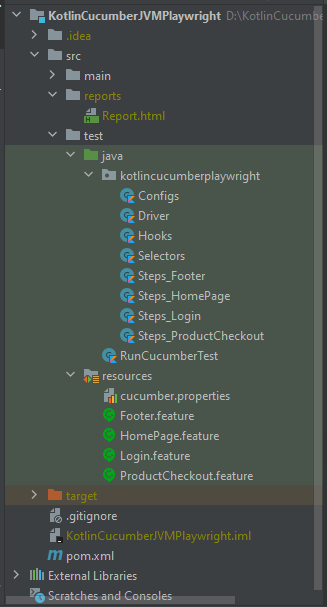 KotlinCucumberJVMPlaywright D:\KotlinCucumbe
.idea
src
main
reports
Report.html
test
java
kotlincucumberplaywright
Configs
Driver
Hooks
Selectors
Steps_Footer
Steps_HomePage
Steps_Login
Steps_ProductCheckout
RunCucumberTest
resources
cucumber.properties
Footer.feature
HomePage.feature
Login.feature
ProductCheckout.feature
target
.gitignore
KotlinCucumberJVMPlaywright.iml
pom.xml
External Libraries
Scratches and Consoles